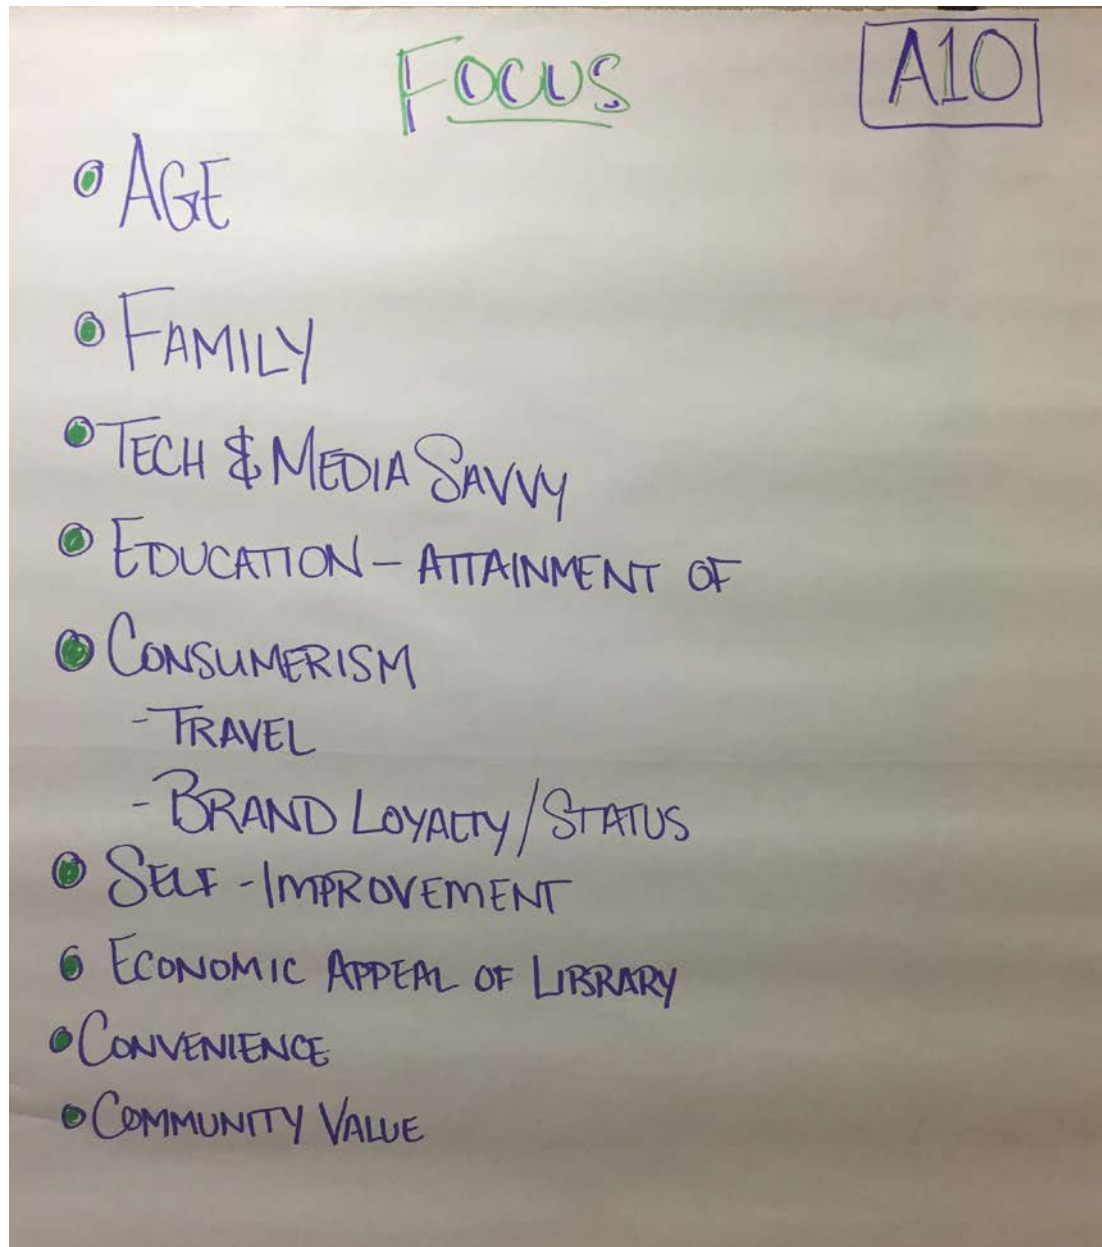 Focus
A10
• AGE
• FAMILY
• TECH & MEDIA SAVVY
• EDUCATION – ATTAINMENT OF
• CONSUMERISM
- TRAVEL
- BRAND LOYALTY/STATUS
• SELF-IMPROVEMENT
• ECONOMIC APPEAL OF LIBRARY
• CONVENIENCE
• COMMUNITY VALUE